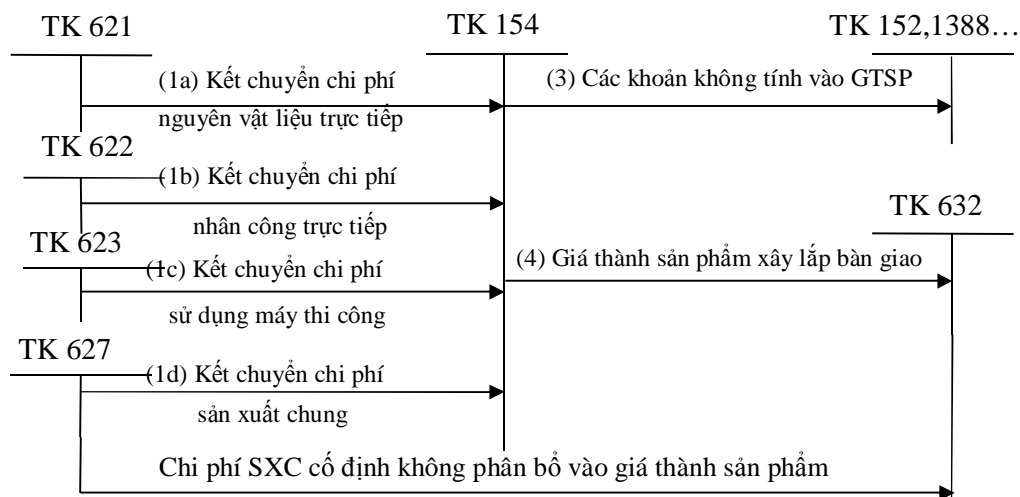 TK 621
TK 154
TK 152,1388…
(1a) Kết chuyển chi phí
(3) Các khoản không tính vào GTSP
nguyên vật liệu trực tiếp
TK 622
(1b) Kết chuyển chi phí
TK 632
nhân công trực tiếp
TK 623
(4) Giá thành sản phẩm xây lắp bàn giao
(1c) Kết chuyển chi phí
sử dụng máy thi công
TK 627
(1d) Kết chuyển chi phí
sản xuất chung
Chi phí SXC cố định không phân bổ vào giá thành sản phẩm